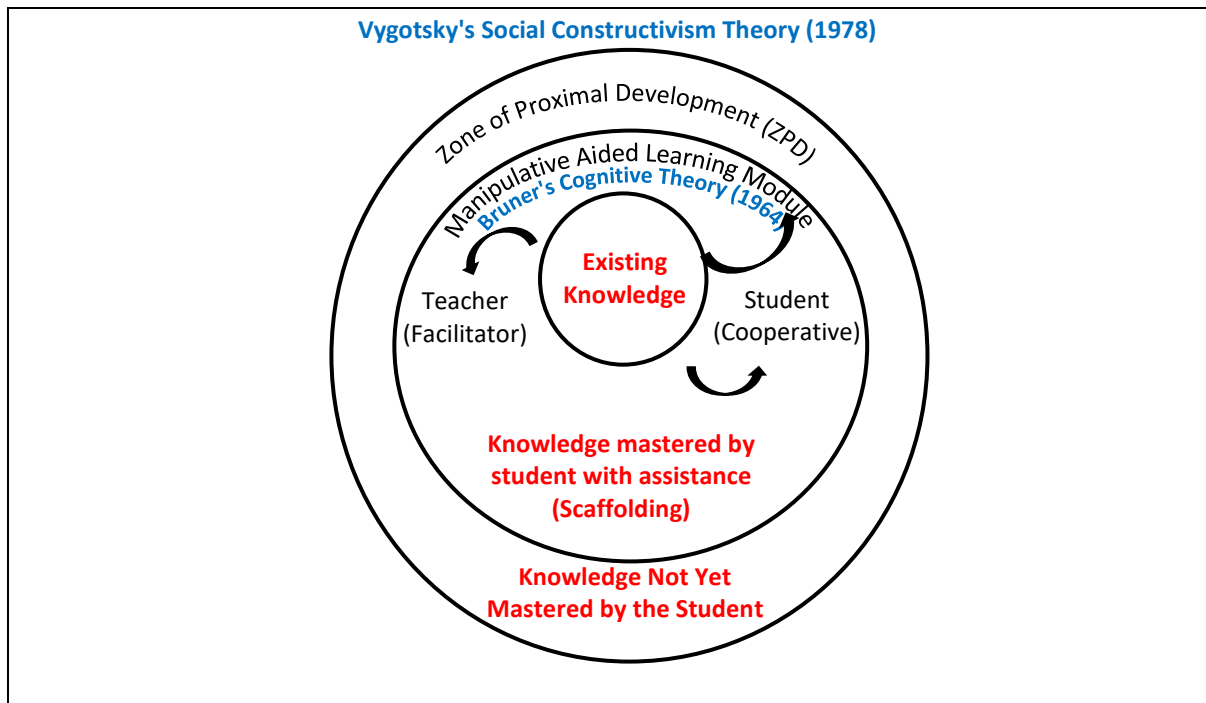 Vygotsky's Social Constructivism Theory (1978)
Zone of Proximal Development (ZPD)
Manipulative Aided Learning Module
Bruner's Cognitive Theory (1964)
Existing
Knowledge
Teacher
(Facilitator)
Student
(Cooperative)
Knowledge mastered by
student with assistance
(Scaffolding)
Knowledge Not Yet
Mastered by the Student